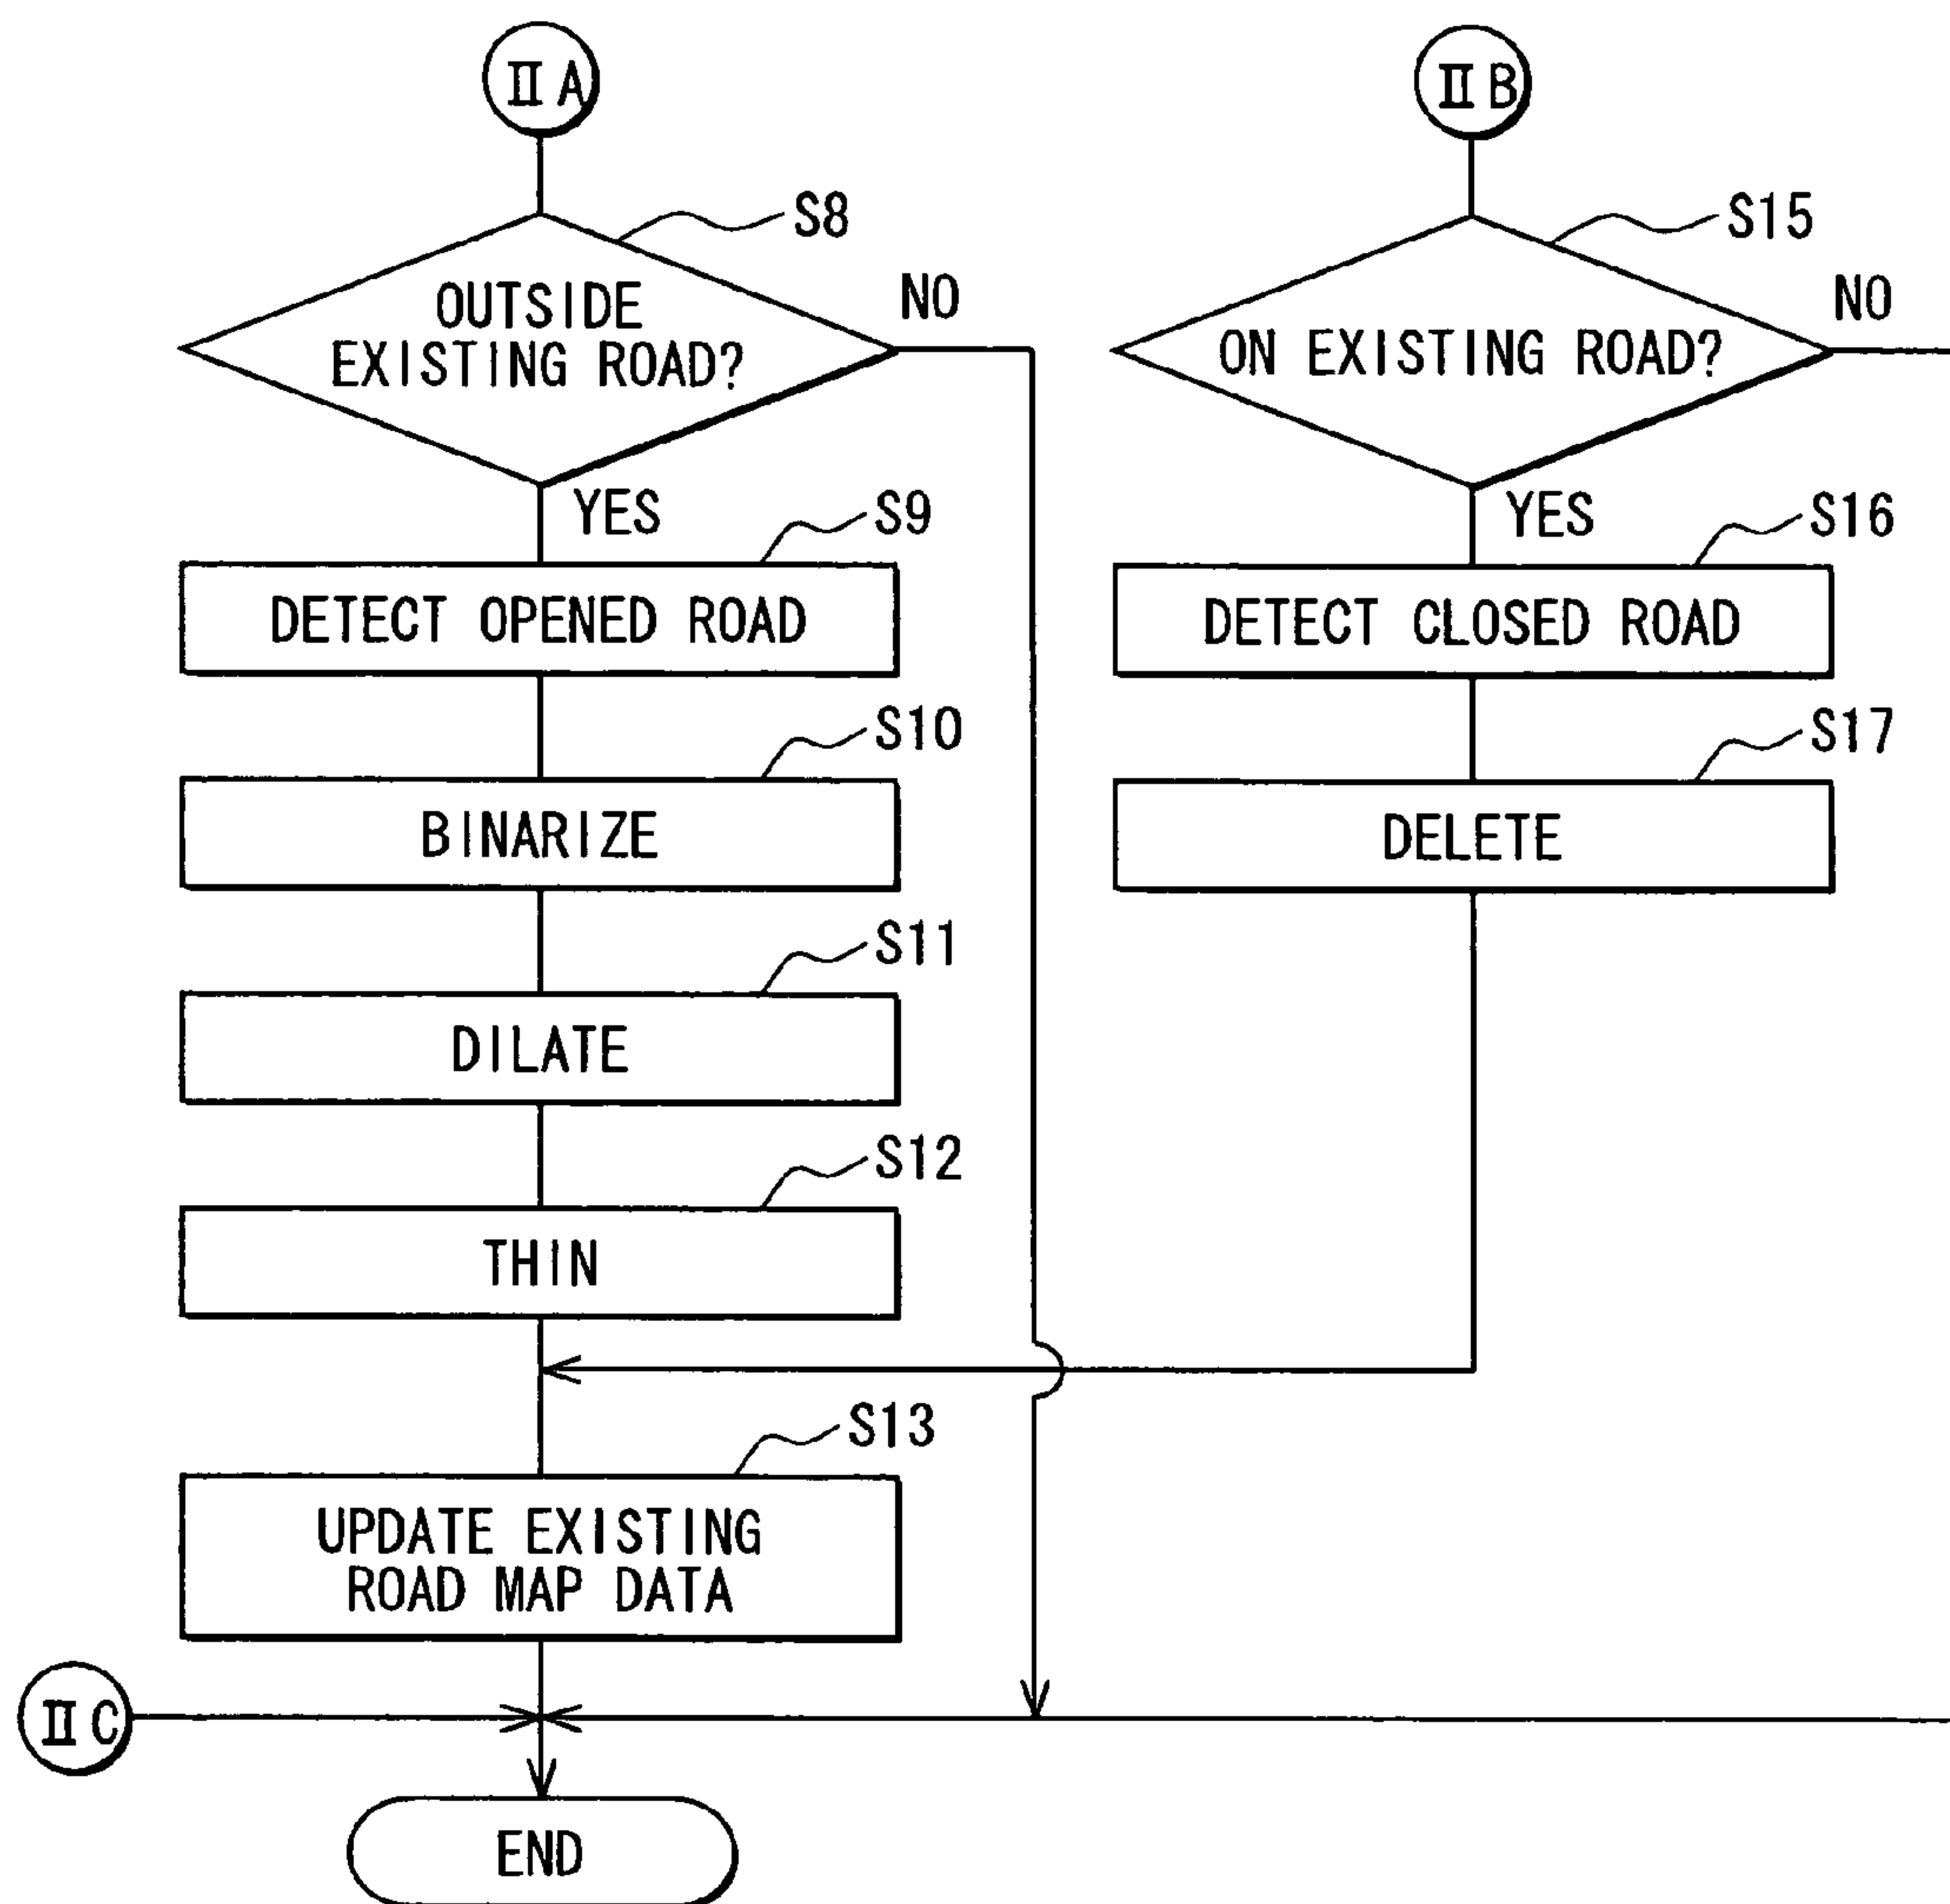 ⅡA
S8
OUTSIDE
EXISTING ROAD?
NO
YES
S9
DETECT OPENED ROAD
S10
BINARIZE
S11
DILATE
S12
THIN
S13
UPDATE EXISTING
ROAD MAP DATA
ⅡC
END
ⅡB
S15
ON EXISTING ROAD?
NO
YES
S16
DETECT CLOSED ROAD
S17
DELETE